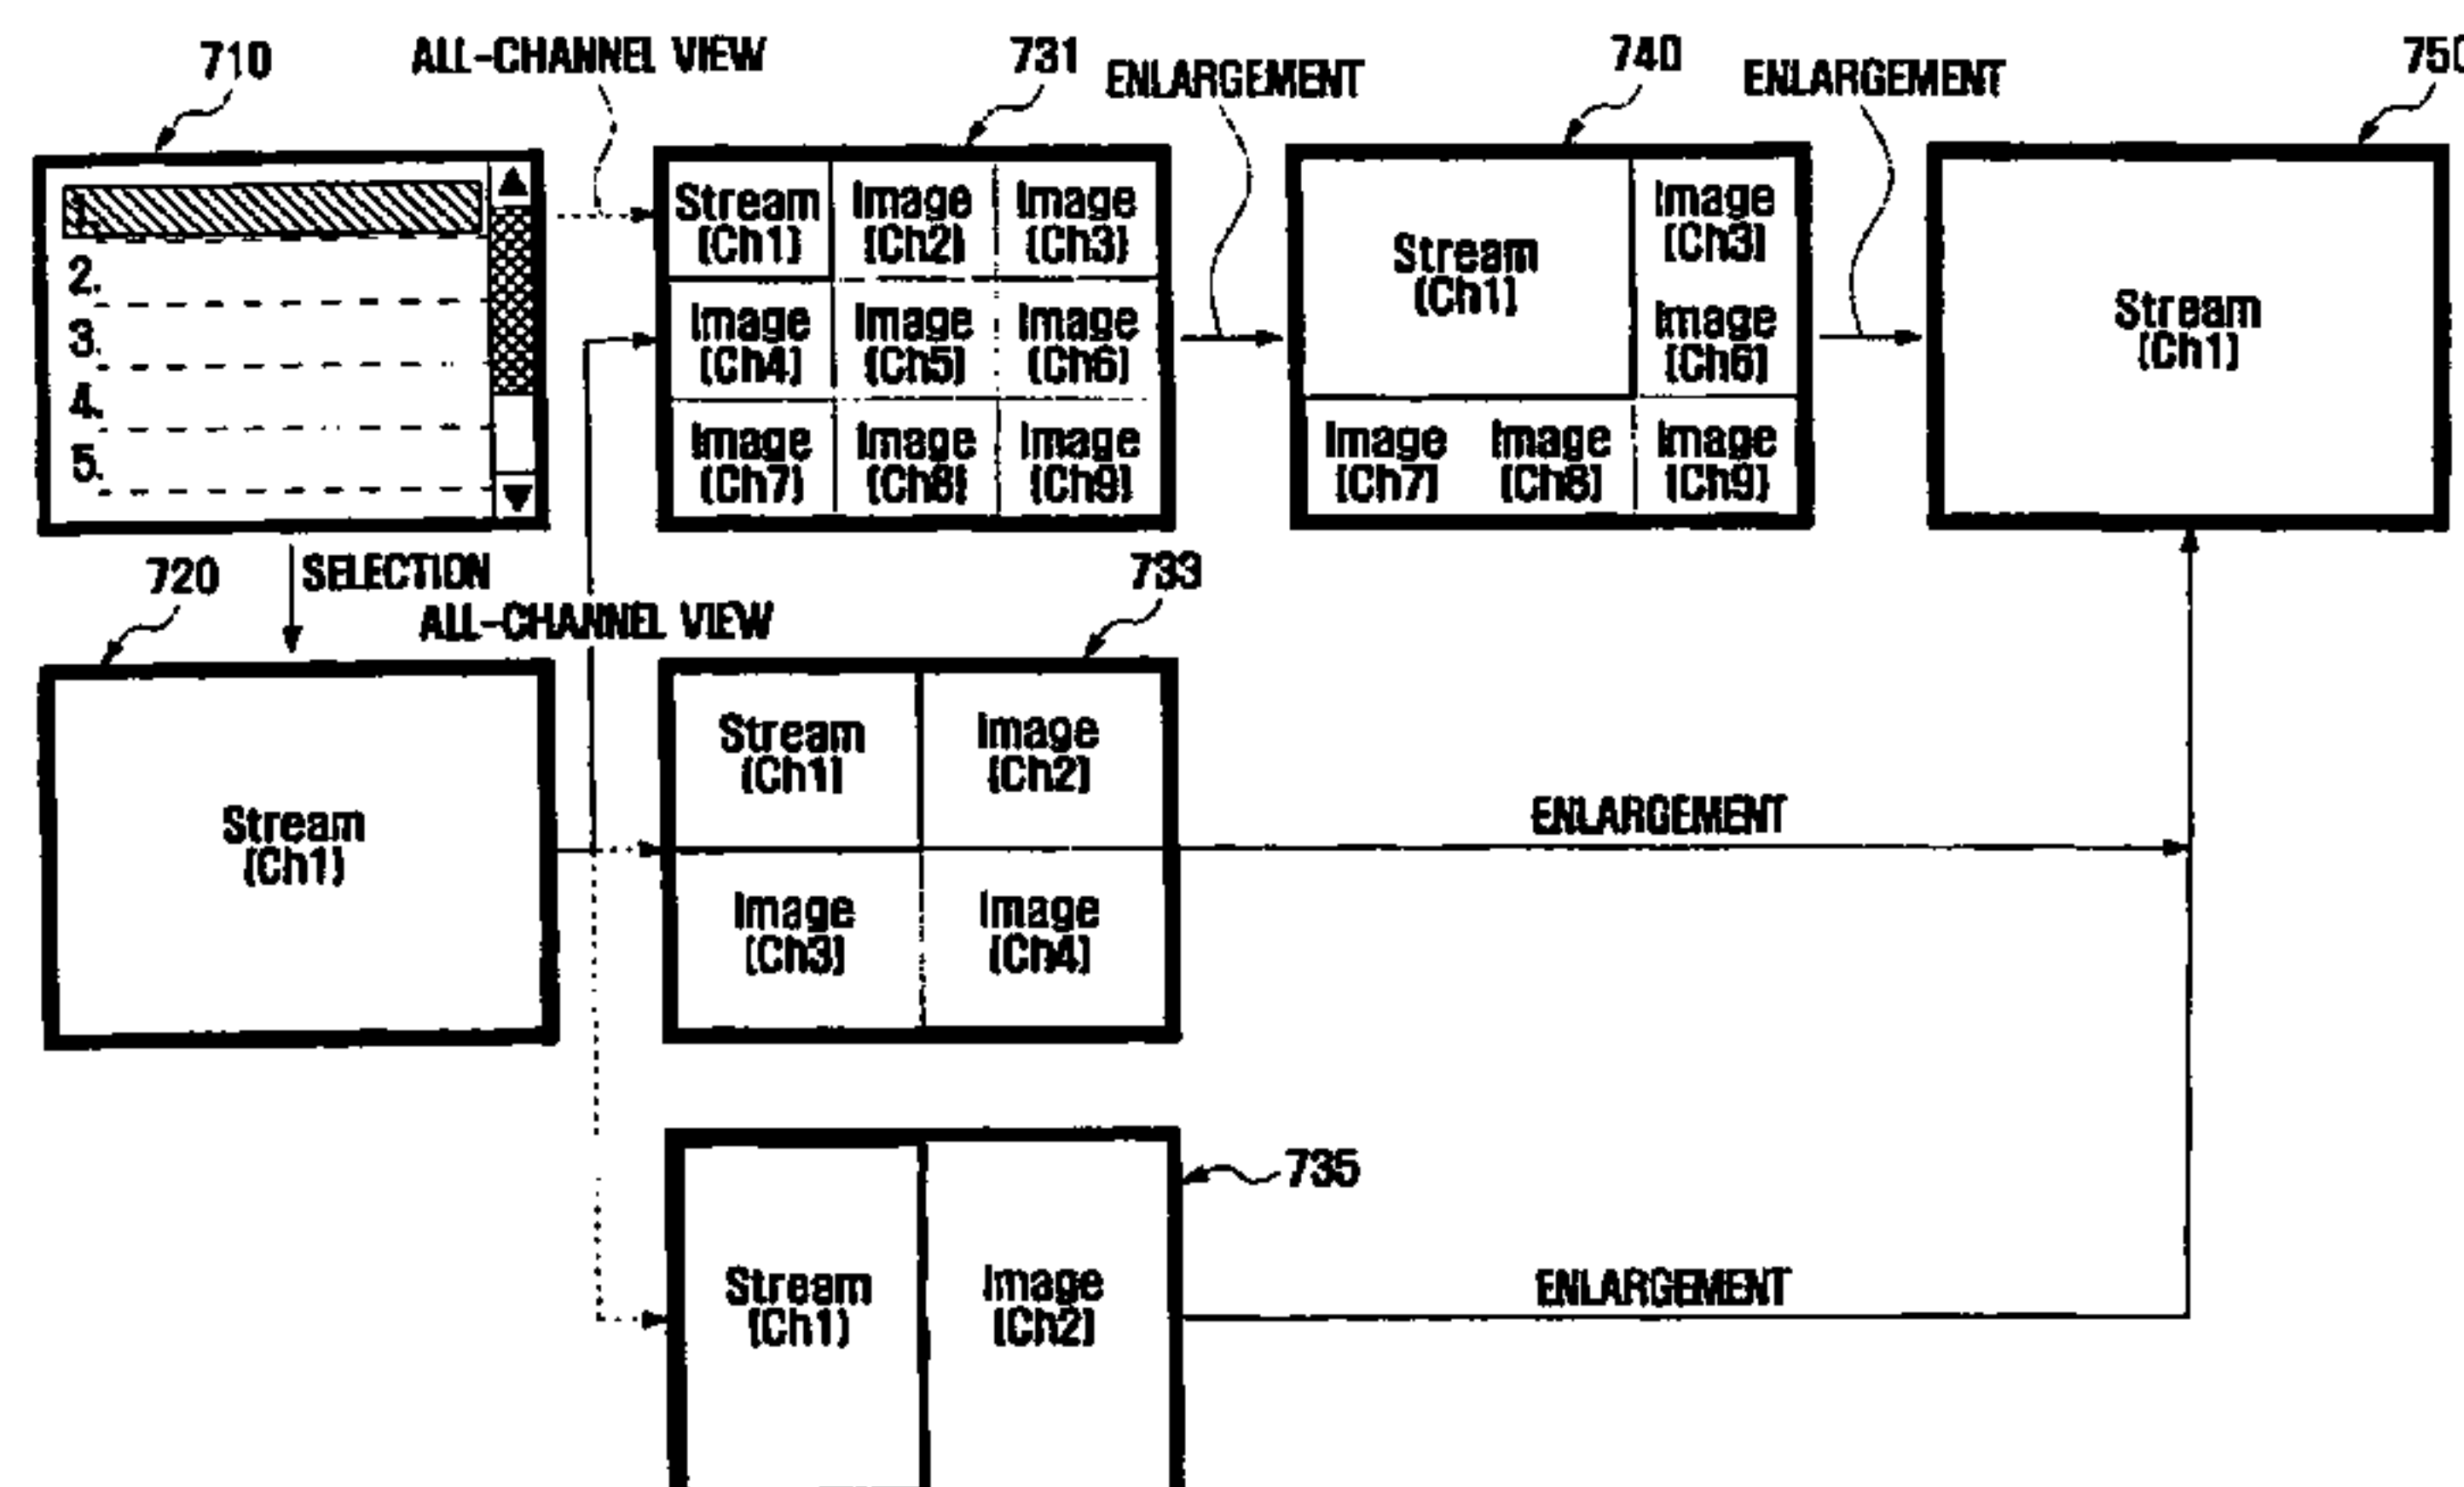 710
ALL-CHANNEL VIEW
731
ENLARGEMENT
740
ENLARGEMENT
750
1.
2.
3.
4.
5.
Stream
(Ch1)
Image
(Ch2)
Image
(Ch3)
Image
(Ch4)
Image
(Ch5)
Image
(Ch6)
Image
(Ch7)
Image
(Ch8)
Image
(Ch9)
Stream
(Ch1)
Image
(Ch3)
Image
(Ch6)
Image
(Ch7)
Image
(Ch8)
Image
(Ch9)
Stream
(Ch1)
720
SELECTION
ALL-CHANNEL VIEW
733
Stream
(Ch1)
Stream
(Ch1)
Image
(Ch2)
Image
(Ch3)
Image
(Ch4)
ENLARGEMENT
735
Stream
(Ch1)
Image
(Ch2)
ENLARGEMENT